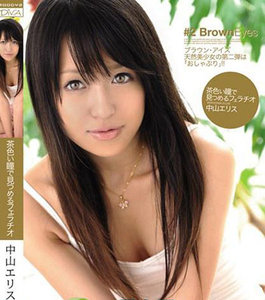 DIVA
茶色い瞳で見つめるフェラチオ
中山エリス
#2 BrownEyes
ブラウン・アイズ
天然美少女の第二弾は
「おしゃぶり」!!
茶色い瞳で
見つめるフェラチオ
中山エリス